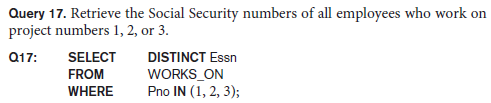 Query 17. Retrieve the Social Security numbers of all employees who work on
project numbers 1, 2, or 3.
Q17: SELECT DISTINCT Essn
FROM WORKS_ON
WHERE Pno IN (1, 2, 3);